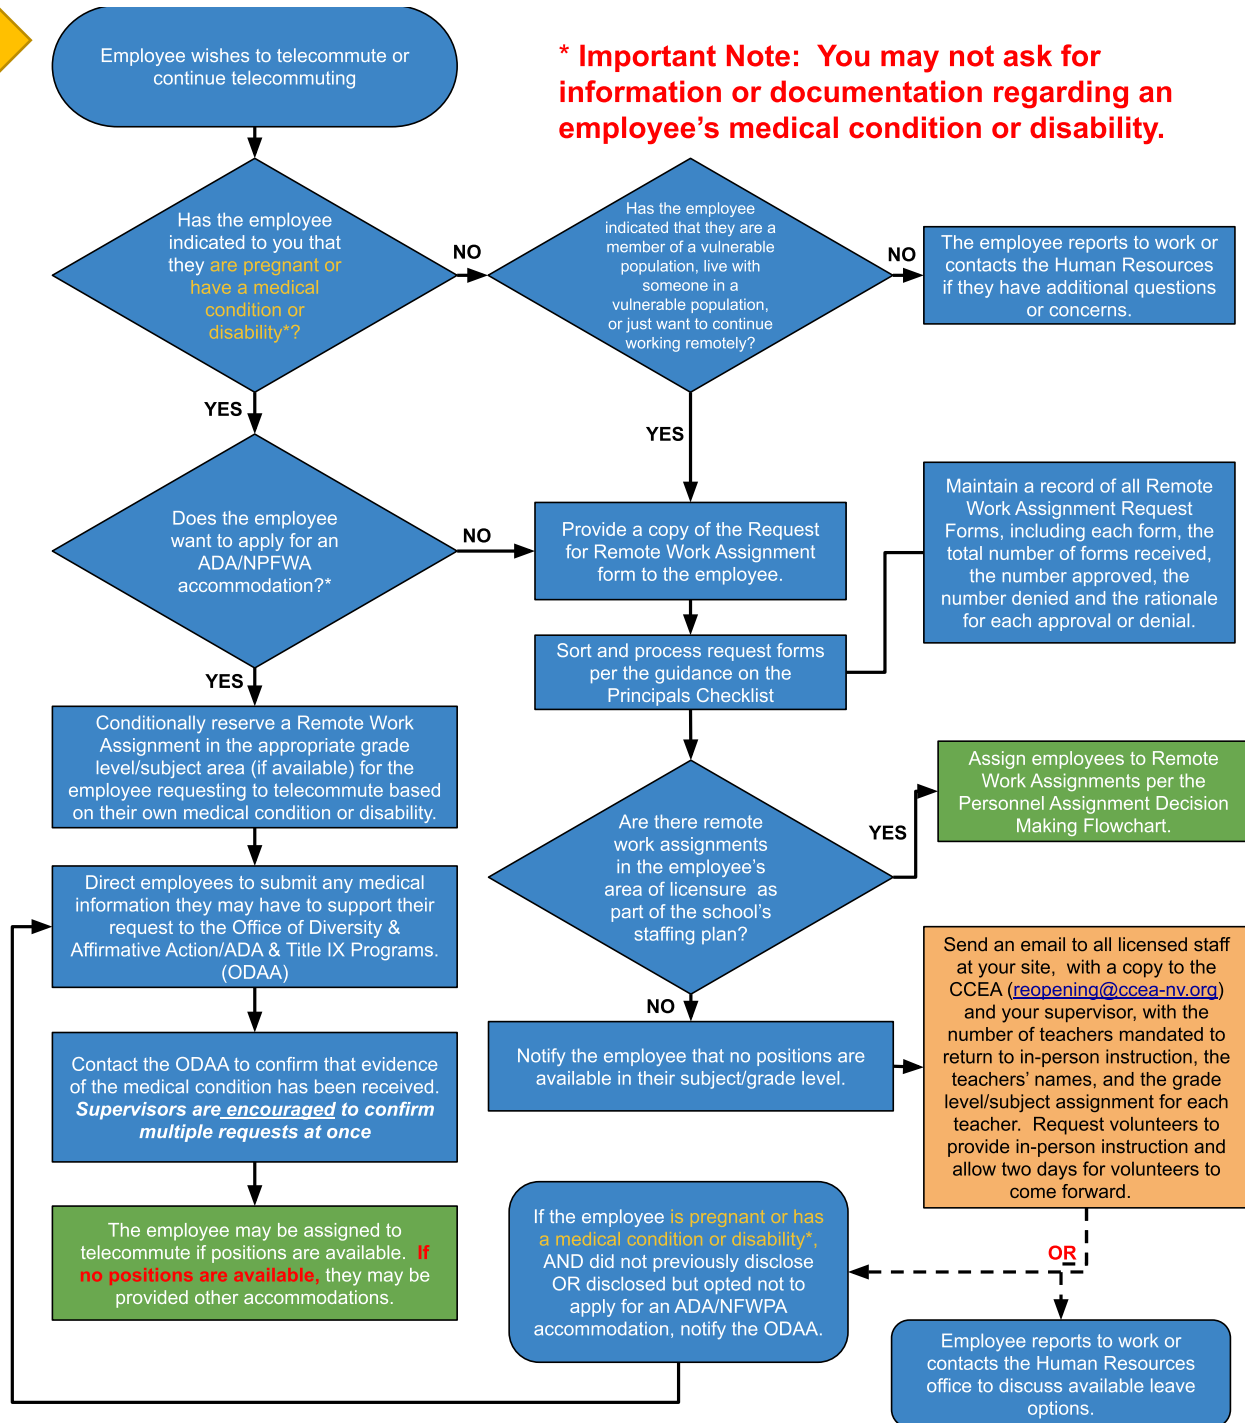 Employee wishes to telecommute or
continue telecommuting
* Important Note:  You may not ask for
information or documentation regarding an
employee’s medical condition or disability.
Has the employee
indicated to you that
they are pregnant or
have a medical
condition or
disability*?
NO
Has the employee
indicated that they are a
member of a vulnerable
population, live with
someone in a
vulnerable population,
or just want to continue
working remotely?
NO
The employee reports to work or
contacts the Human Resources
if they have additional questions
or concerns.
YES
YES
Does the employee
want to apply for an
ADA/NPFWA
accommodation?*
NO
Provide a copy of the Request
for Remote Work Assignment
form to the employee.
Maintain a record of all Remote
Work Assignment Request
Forms, including each form, the
total number of forms received,
the number approved, the
number denied and the rationale
for each approval or denial.
Sort and process request forms
per the guidance on the
Principals Checklist
YES
Conditionally reserve a Remote Work
Assignment in the appropriate grade
level/subject area (if available) for the
employee requesting to telecommute based
on their own medical condition or disability.
Are there remote
work assignments
in the employee’s
area of licensure  as
part of the school’s
staffing plan?
YES
Assign employees to Remote
Work Assignments per the
Personnel Assignment Decision
Making Flowchart.
Direct employees to submit any medical
information they may have to support their
request to the Office of Diversity &
Affirmative Action/ADA & Title IX Programs.
(ODAA)
NO
Notify the employee that no positions are
available in their subject/grade level.
Send an email to all licensed staff
at your site,  with a copy to the
CCEA (reopening@ccea-nv.org)
and your supervisor, with the
number of teachers mandated to
return to in-person instruction, the
teachers’ names, and the grade
level/subject assignment for each
teacher.  Request volunteers to
provide in-person instruction and
allow two days for volunteers to
come forward.
Contact the ODAA to confirm that evidence
of the medical condition has been received.
Supervisors are encouraged to confirm
multiple requests at once
The employee may be assigned to
telecommute if positions are available.  If
no positions are available, they may be
provided other accommodations.
If the employee is pregnant or has
a medical condition or disability*,
AND did not previously disclose
OR disclosed but opted not to
apply for an ADA/NFWPA
accommodation, notify the ODAA.
OR
Employee reports to work or
contacts the Human Resources
office to discuss available leave
options.